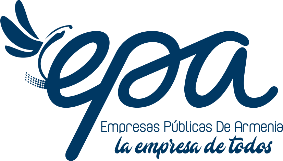 epa
Empresas Públicas De Armenia
la empresa de todos